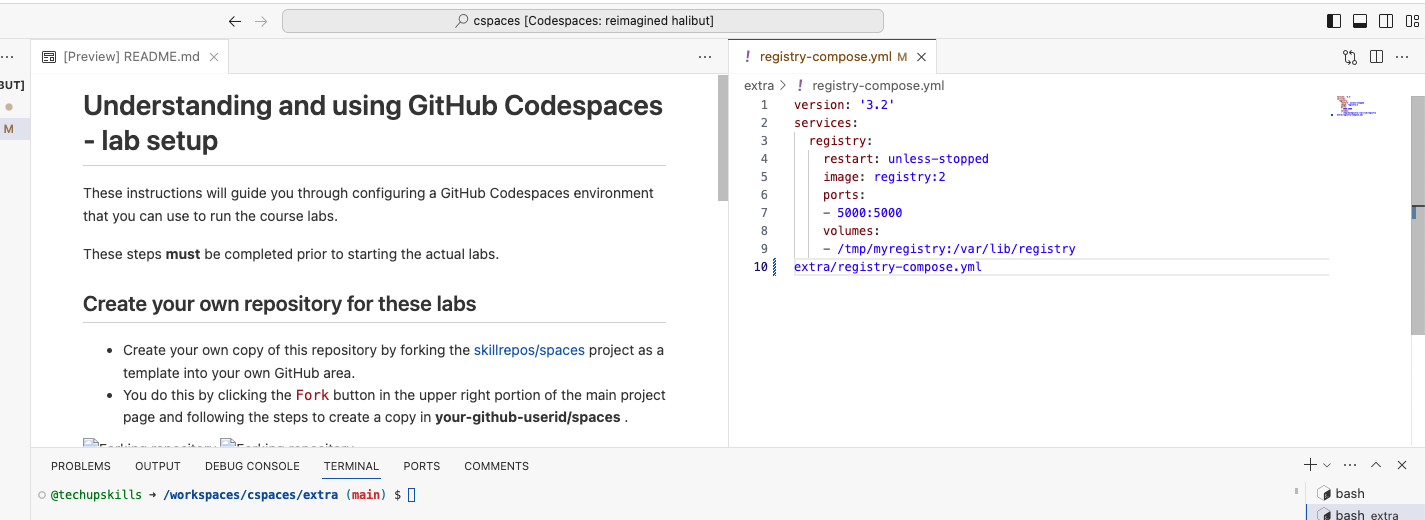 cspaces [Codespaces: reimagined halibut]
BUT]
M
[Preview] README.md
Understanding and using GitHub Codespaces
- lab setup
These instructions will guide you through configuring a GitHub Codespaces environment
that you can use to run the course labs.
These steps must be completed prior to starting the actual labs.
Create your own repository for these labs
• Create your own copy of this repository by forking the skillrepos/spaces project as a
template into your own GitHub area.
• You do this by clicking the Fork button in the upper right portion of the main project
page and following the steps to create a copy in your-github-userid/spaces .
Forking repository Forking repository
! registry-compose.yml M
extra > ! registry-compose.yml
1 version: '3.2'
2 services:
3 registry:
4 restart: unless-stopped
5 image: registry:2
6 ports:
7 - 5000:5000
8 volumes:
9 - /tmp/myregistry:/var/lib/registry
10 extra/registry-compose.yml
PROBLEMS OUTPUT DEBUG CONSOLE TERMINAL PORTS COMMENTS
@techupskills ➜ /workspaces/cspaces/extra (main) $
bash
bash extra